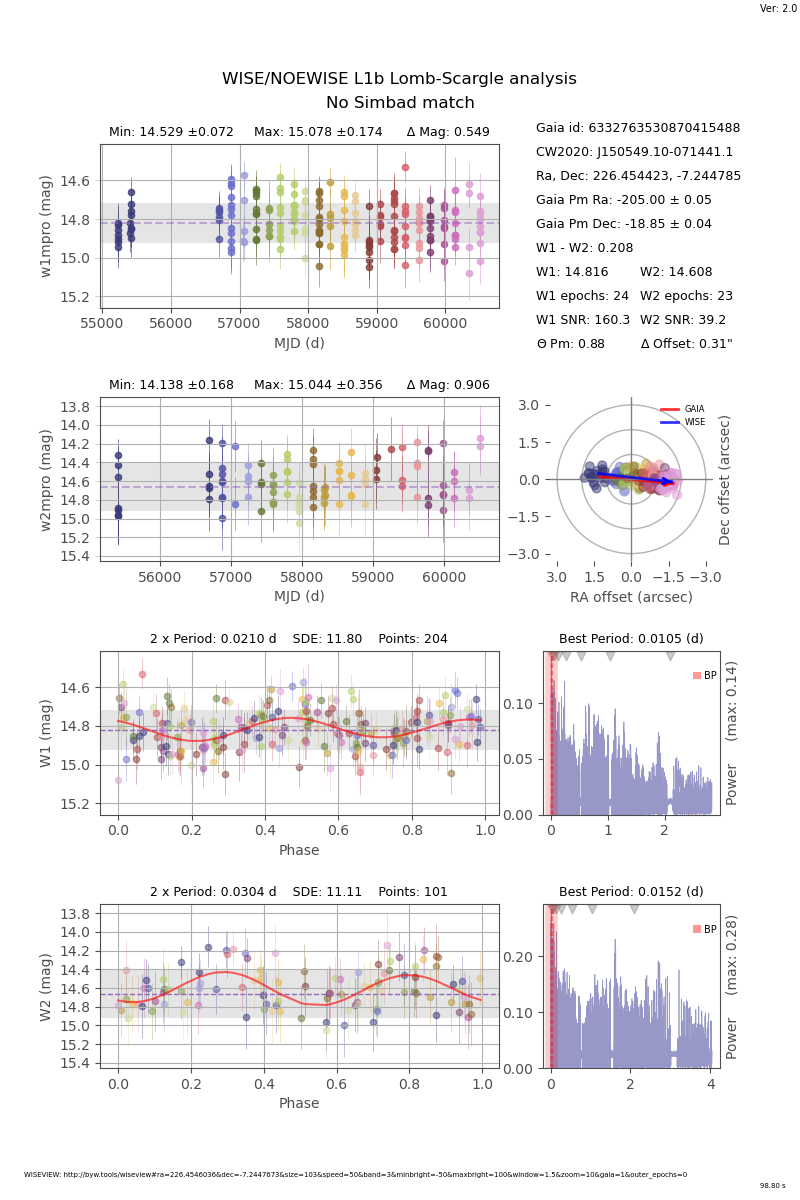 Ver: 2.0
WISE/NOEWISE L1b Lomb-Scargle analysis
No Simbad match
Min: 14.529 ±0.072 Max: 15.078 ±0.174 Δ Mag: 0.549
14.6
14.8
15.0
15.2
w1mpro (mag)
55000 56000 57000 58000 59000 60000
MJD (d)
Gaia id: 6332763530870415488
CW2020: J150549.10-071441.1
Ra, Dec: 226.454423, -7.244785
Gaia Pm Ra: -205.00 ± 0.05
Gaia Pm Dec: -18.85 ± 0.04
W1 - W2: 0.208
W1: 14.816 W2: 14.608
W1 epochs: 24 W2 epochs: 23
W1 SNR: 160.3 W2 SNR: 39.2
Θ Pm: 0.88 Δ Offset: 0.31"
Min: 14.138 ±0.168 Max: 15.044 ±0.356 Δ Mag: 0.906
13.8
14.0
14.2
14.4
14.6
14.8
15.0
15.2
15.4
w2mpro (mag)
56000 57000 58000 59000 60000
MJD (d)
GAIA
WISE
3.0
1.5
0.0
−1.5
−3.0
3.0 1.5 0.0 −1.5 −3.0
RA offset (arcsec)
Dec offset (arcsec)
2 x Period: 0.0210 d SDE: 11.80 Points: 204
14.6
14.8
15.0
15.2
W1 (mag)
0.0 0.2 0.4 0.6 0.8 1.0
Phase
Best Period: 0.0105 (d)
BP
0.10
0.05
0.00
0 1 2
Power (max: 0.14)
2 x Period: 0.0304 d SDE: 11.11 Points: 101
13.8
14.0
14.2
14.4
14.6
14.8
15.0
15.2
15.4
W2 (mag)
0.0 0.2 0.4 0.6 0.8 1.0
Phase
Best Period: 0.0152 (d)
BP
0.20
0.10
0.00
0 2 4
Power (max: 0.28)
WISEVIEW: http://byw.tools/wiseview#ra=226.4546036&dec=-7.2447673&size=103&speed=50&band=3&minbright=-50&maxbright=100&window=1.5&zoom=10&gaia=1&outer_epochs=0
98.80 s